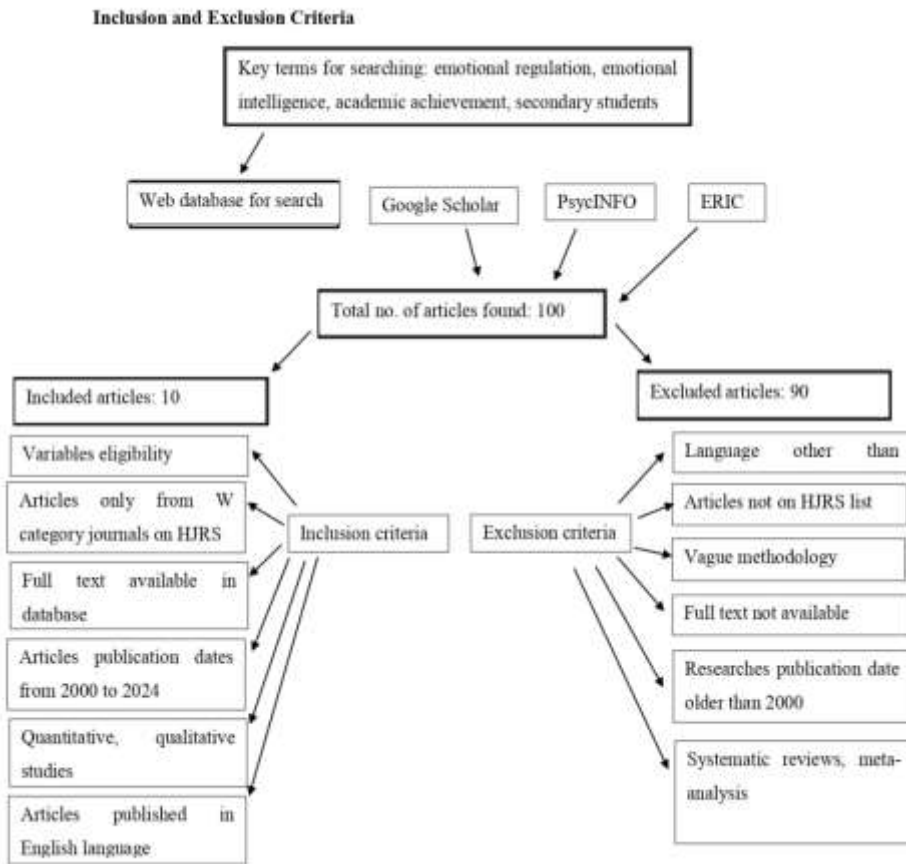 Inclusion and Exclusion Criteria
Key terms for searching: emotional regulation, emotional
intelligence, academic achievement, secondary students
Web database for search
Google Scholar
PsycINFO
ERIC
Total no. of articles found: 100
Included articles: 10
Excluded articles: 90
Variables eligibility
Articles only from W
category journals on HJRS
Full text available in
database
Articles publication dates
from 2000 to 2024
Quantitative, qualitative
studies
Articles published in
English language
Inclusion criteria
Exclusion criteria
Language other than
Articles not on HJRS list
Vague methodology
Full text not available
Researches publication date
older than 2000
Systematic reviews, meta-
analysis